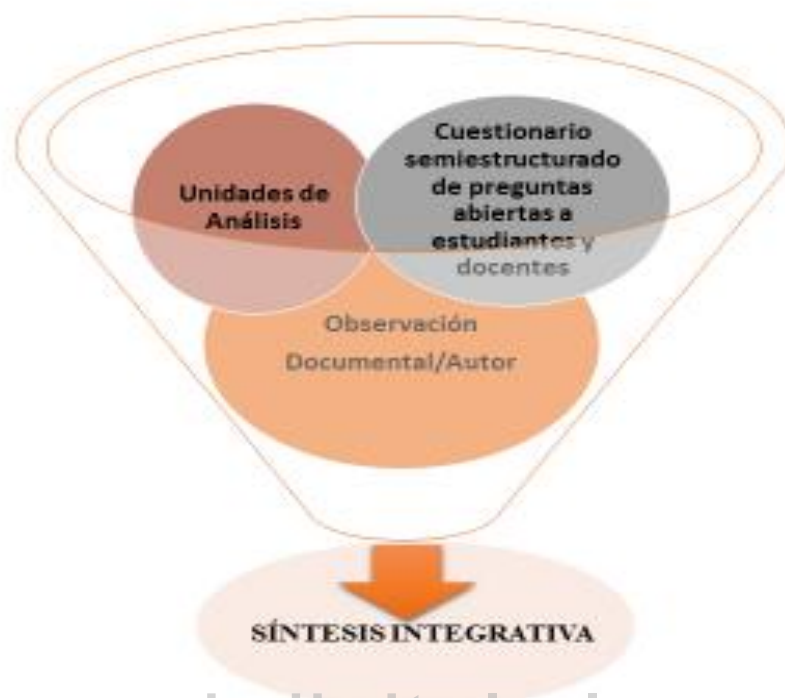 Unidades de
Análisis
Cuestionario
semiestructurado
de preguntas
abiertas a
estudiantes y
docentes
Observación
Documental/Autor
SÍNTESIS INTEGRATIVA